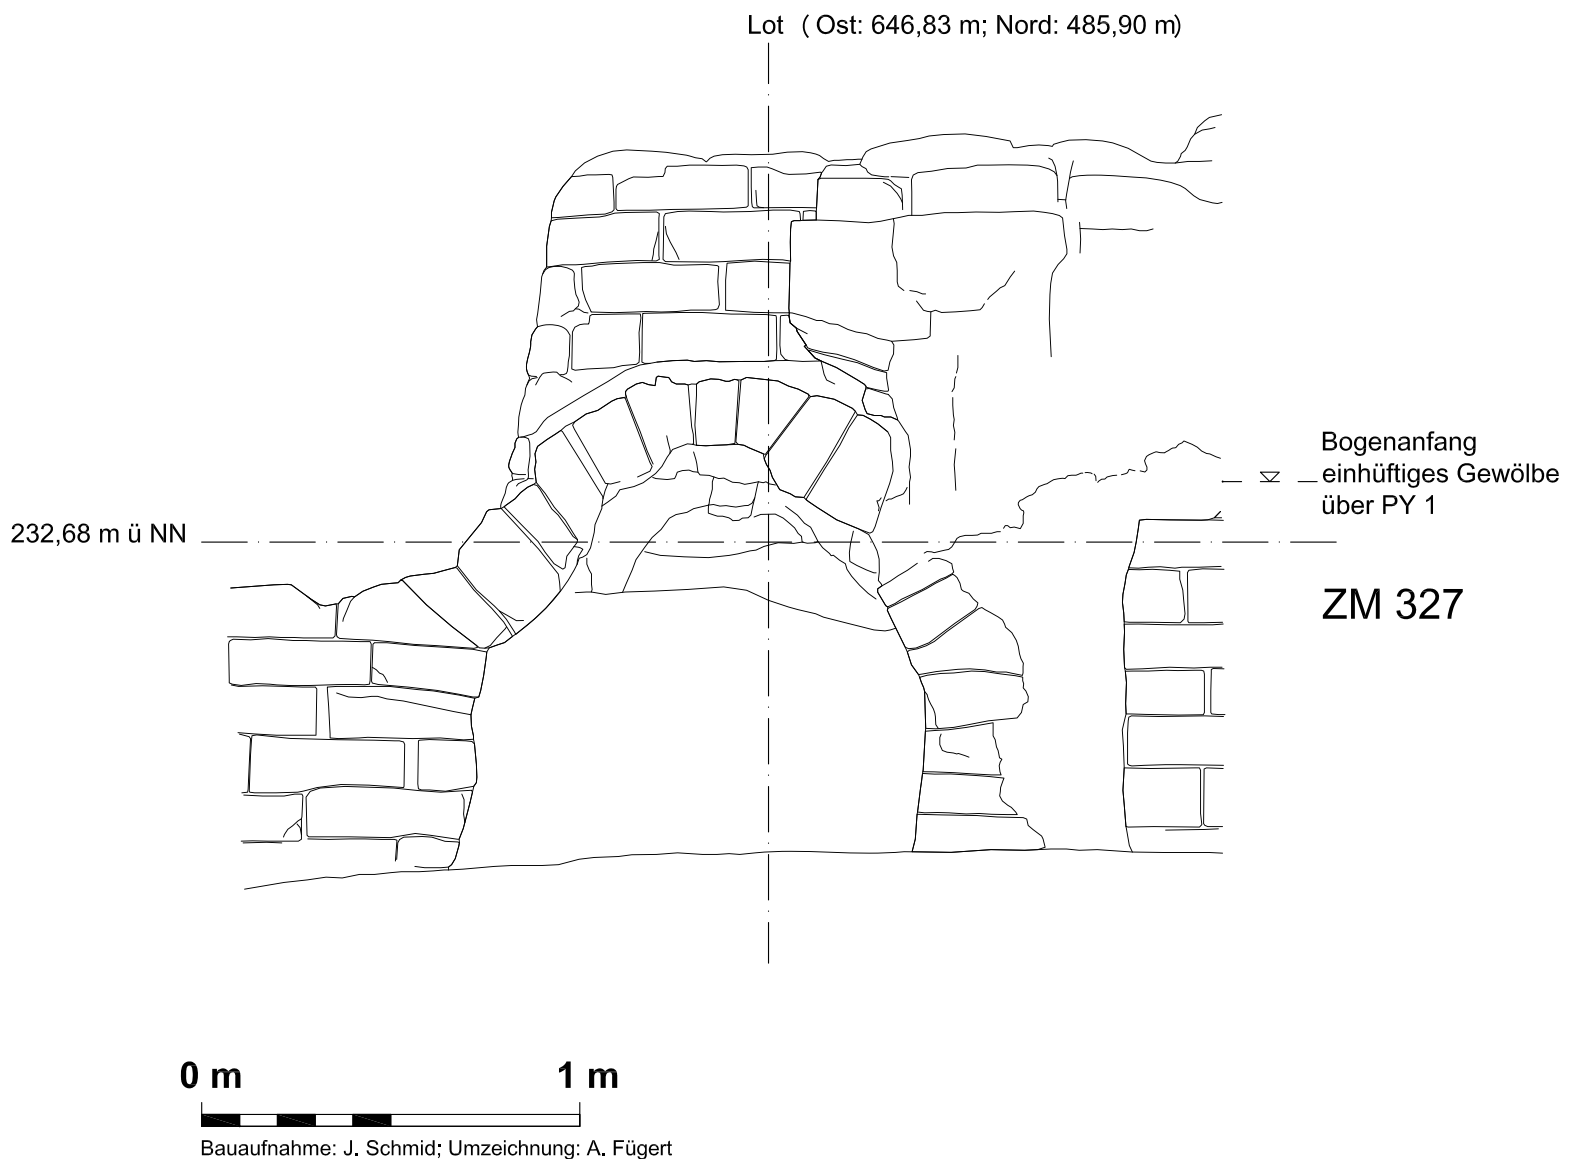 Lot ( Ost: 646,83 m; Nord: 485,90 m)
Bogenanfang
einhüftiges Gewölbe
über PY 1
232,68 m ü NN
ZM 327
0 m 1 m
Bauaufnahme: J. Schmid; Umzeichnung: A. Fügert